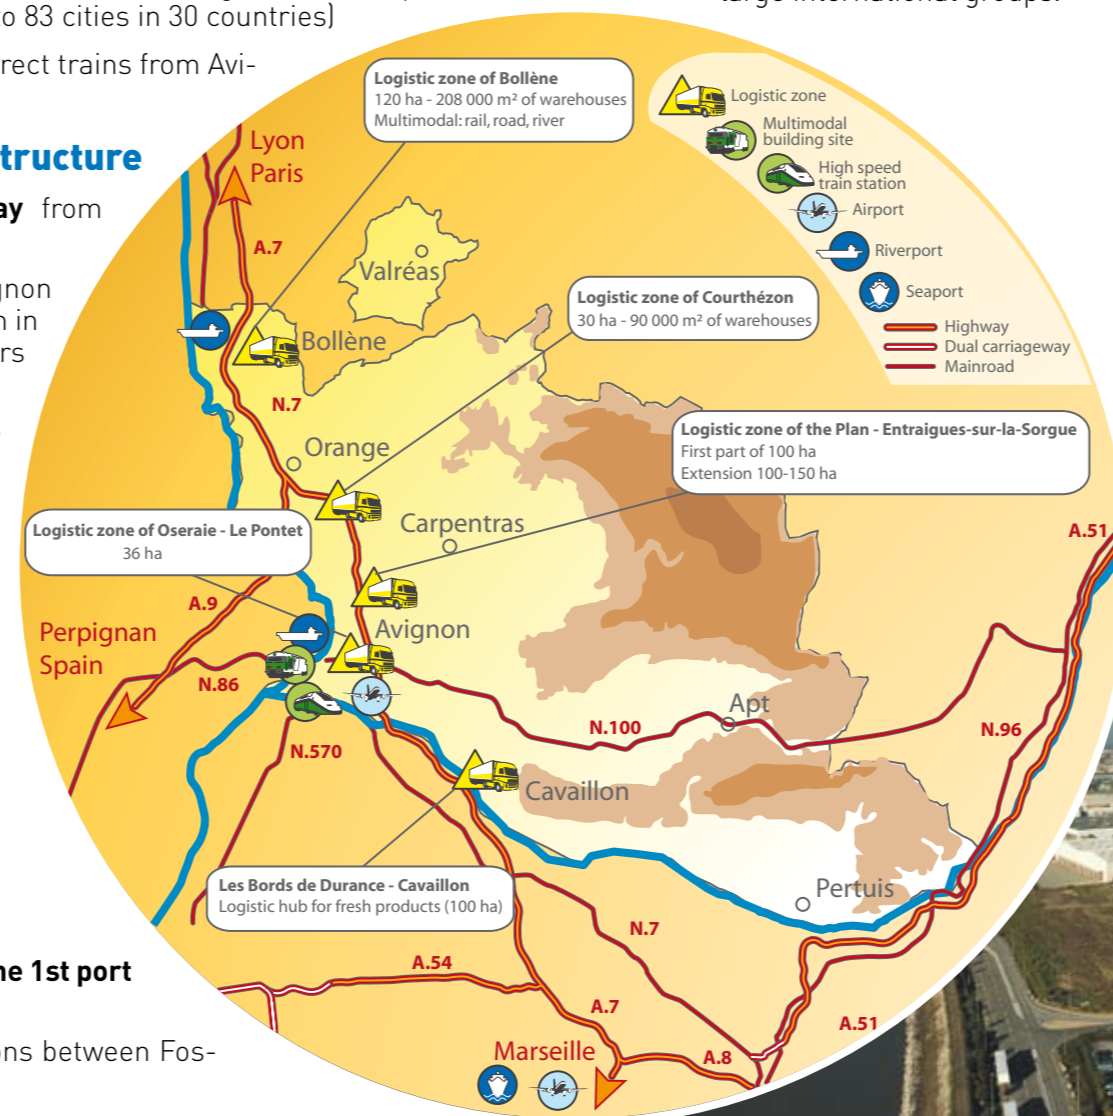 to 83 cities in 30 countries)
rect trains from Avi-
tructure
ay from
gnon
n in
rs
ne 1st port
ons between Fos-
large international groups.
Logistic zone of Bollène
120 ha - 208 000 m² of warehouses
Multimodal: rail, road, river
Logistic zone
Multimodal
building site
High speed
train station
Airport
Riverport
Seaport
Highway
Dual carriageway
Mainroad
Lyon
Paris
A.7
Valréas
Logistic zone of Courthézon
30 ha - 90 000 m² of warehouses
Bollène
N.7
Logistic zone of the Plan - Entraigues-sur-la-Sorgue
First part of 100 ha
Extension 100-150 ha
Orange
Carpentras
Logistic zone of Oseraie - Le Pontet
36 ha
A.51
A.9
Avignon
Perpignan
Spain
N.86
Apt
N.100
N.96
N.570
Cavaillon
Les Bords de Durance - Cavaillon
Logistic hub for fresh products (100 ha)
Pertuis
N.7
A.54
A.7
A.51
Marseille
A.8